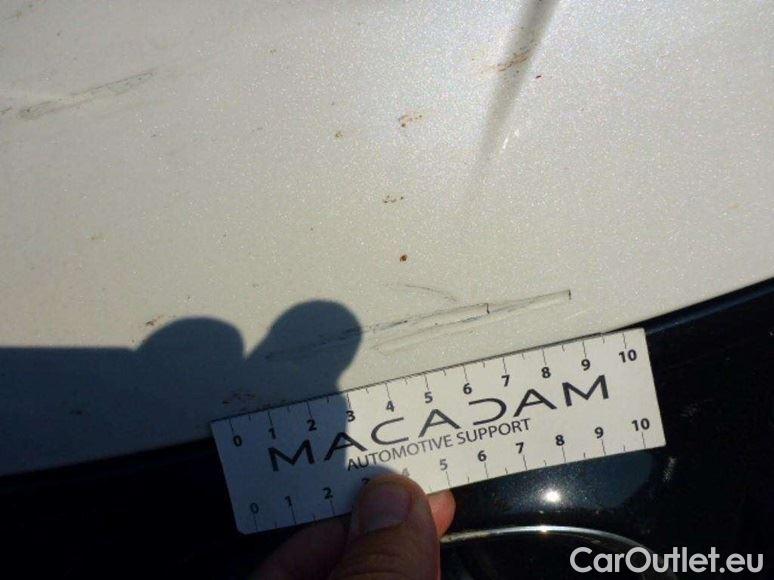 0 1 2 3 4 5 6 7 8 9 10
MACADAM
AUTOMOTIVE SUPPORT
0 1 2 3 4 5 6 7 8 9 10
CarOutlet.eu